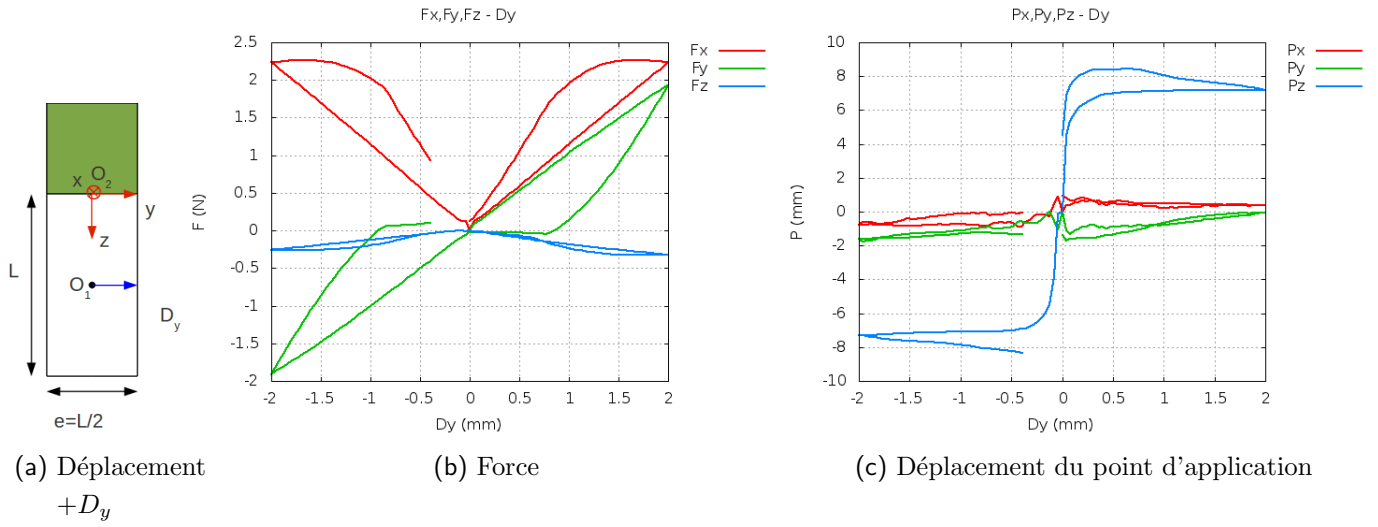 x O2
y
z
L
O1
Dy
e=L/2
(a) Déplacement
+Dy
Fx,Fy,Fz - Dy
Fx
Fy
Fz
F (N)
2.5
2
1.5
1
0.5
0
-0.5
-1
-1.5
-2
-2 -1.5 -1 -0.5 0 0.5 1 1.5 2
Dy (mm)
(b) Force
Px,Py,Pz - Dy
Px
Py
Pz
P (mm)
10
8
6
4
2
0
-2
-4
-6
-8
-10
-2 -1.5 -1 -0.5 0 0.5 1 1.5 2
Dy (mm)
(c) Déplacement du point d'application